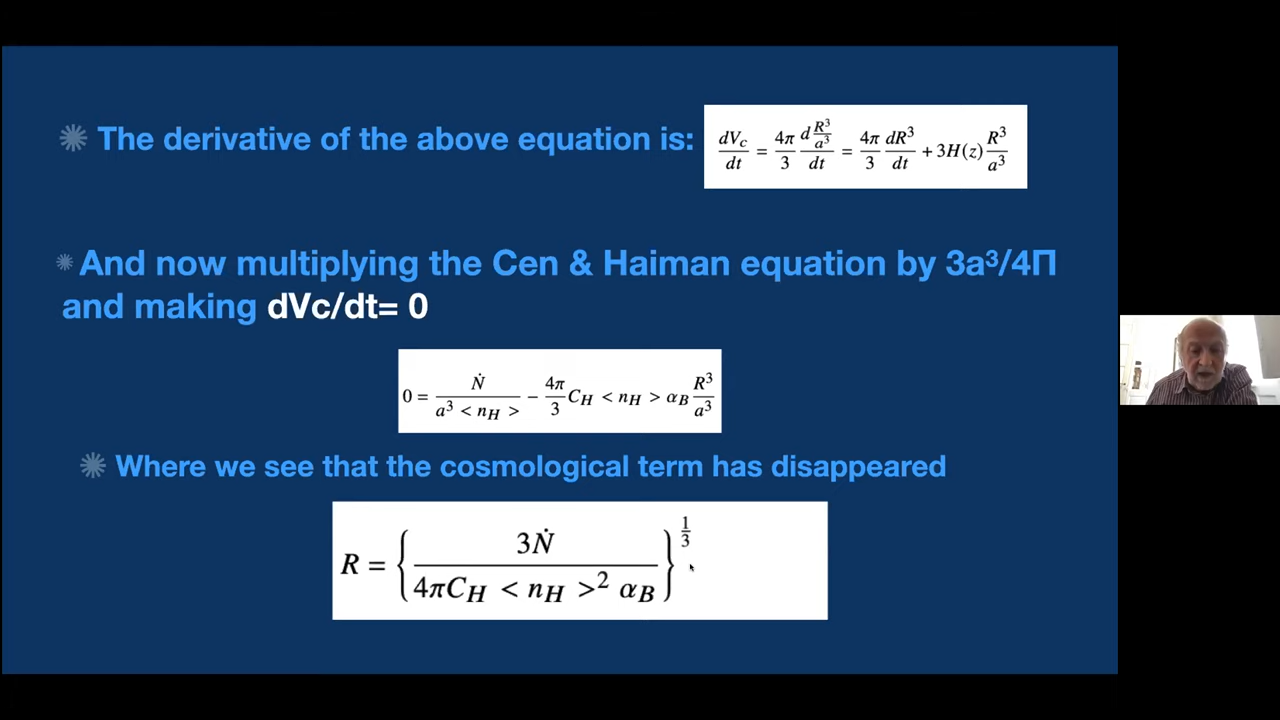 The derivative of the above equation is:
dV_c/dt = 4π/3 d(R³/a³)/dt = 4π/3 dR³/dt + 3H(z) R³/a³
And now multiplying the Cen & Haiman equation by 3a³/4Π
and making dVc/dt= 0
0 = Ṅ/(a³ < n_H >) − 4π/3 C_H < n_H > α_B R³/a³
Where we see that the cosmological term has disappeared
R = { 3Ṅ / (4πC_H < n_H >² α_B) }^(1/3)